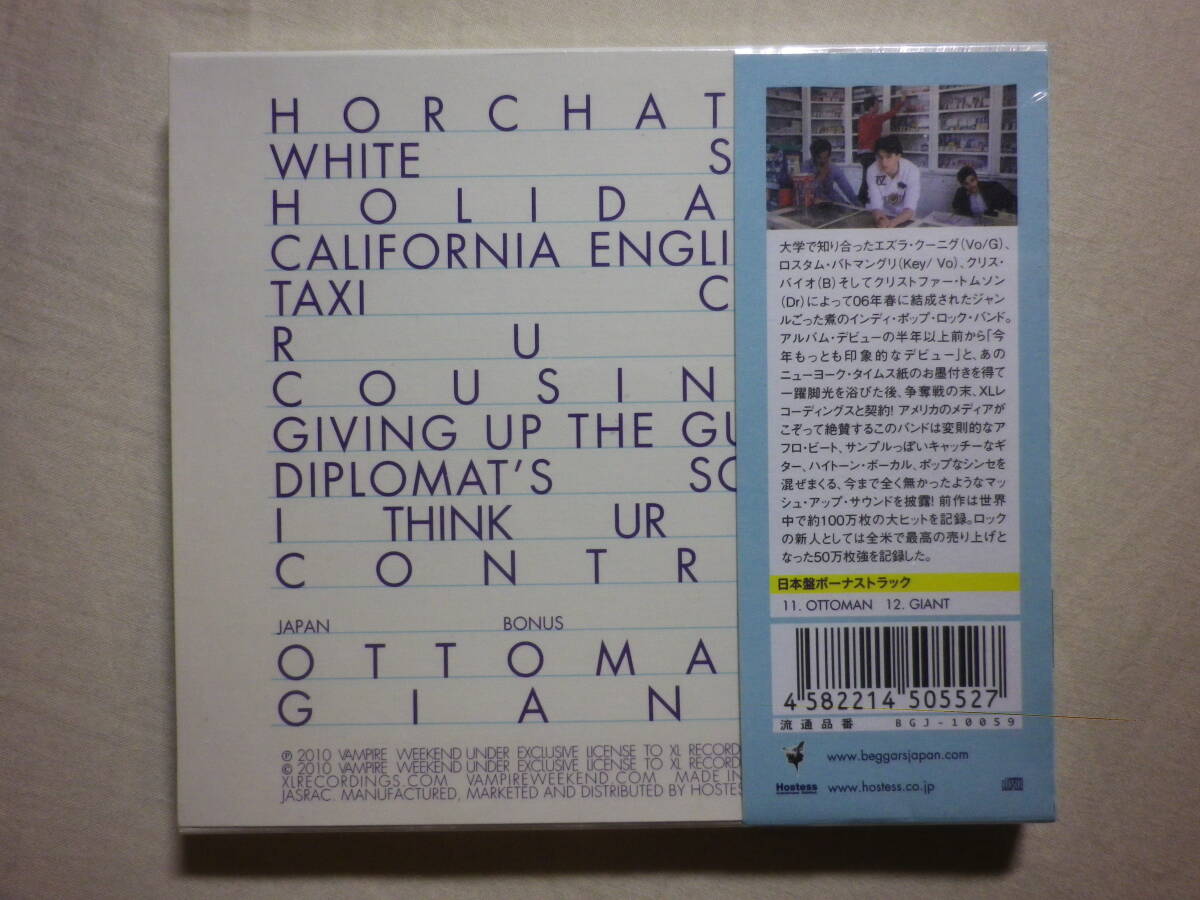 HORCHAT
WHITE S
HOLIDA
CALIFORNIA ENGLI
TAXI C
RU
COUSIN
GIVING UP THE GU
DIPLOMAT'S SO
I THINK UR
CONTR
JAPAN BONUS
OTTOMA
GIAN
℗ 2010 VAMPIRE WEEKEND UNDER EXCLUSIVE LICENSE TO XL RECORD
© 2010 VAMPIRE WEEKEND UNDER EXCLUSIVE LICENSE TO XL RECORD
XLRECORDINGS.COM VAMPIREWEEKEND.COM MADE IN
JASRAC. MANUFACTURED, MARKETED AND DISTRIBUTED BY HOSTES
大学で知り合ったエズラ・クーニグ(Vo/G)、
ロスタム・バトマングリ(Key/ Vo)、クリス・
バイオ(B)そしてクリストファー・トムソン
(Dr)によって06年春に結成されたジャン
ルごった煮のインディ・ポップ・ロック・バンド。
アルバム・デビューの半年以上前から「今
年もっとも印象的なデビュー」と、あの
ニューヨーク・タイムス紙のお墨付きを得て
一躍脚光を浴びた後、争奪戦の末、XLレ
コーディングスと契約! アメリカのメディアが
こぞって絶賛するこのバンドは変則的なア
フロ・ビート、サンプルっぽいキャッチーなギ
ター、ハイトーン・ボーカル、ポップなシンセを
混ぜまくる、今まで全く無かったようなマッ
シュ・アップ・サウンドを披露! 前作は世界
中で約100万枚の大ヒットを記録。ロック
の新人としては全米で最高の売り上げと
なった50万枚強を記録した。
日本盤ボーナストラック
11. OTTOMAN 12. GIANT
4 582214 505527
流通品番 BGJ-10059
www.beggarsjapan.com
Hostess www.hostess.co.jp